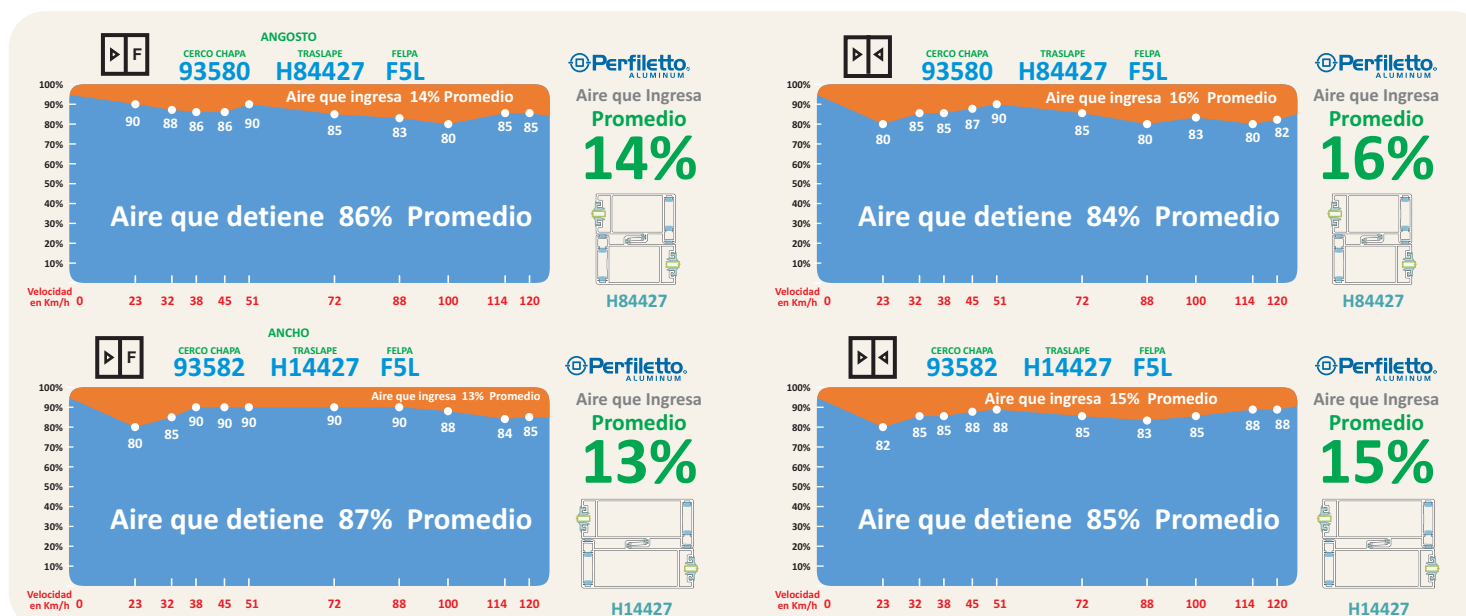 ANGOSTO
F
CERCO CHAPA TRASLAPE FELPA
93580 H84427 F5L
Perfiletto.
ALUMINUM
Aire que Ingresa
Promedio
14%
H84427
100%
90%
80%
70%
60%
50%
40%
30%
20%
10%
Aire que ingresa 14% Promedio
90 88 86 86 90 85 83 80 85 85
Aire que detiene 86% Promedio
Velocidad
en Km/h 0 23 32 38 45 51 72 88 100 114 120
CERCO CHAPA TRASLAPE FELPA
93580 H84427 F5L
Perfiletto.
ALUMINUM
Aire que Ingresa
Promedio
16%
H84427
100%
90%
80%
70%
60%
50%
40%
30%
20%
10%
Aire que ingresa 16% Promedio
80 85 85 87 90 85 80 83 80 82
Aire que detiene 84% Promedio
Velocidad
en Km/h 0 23 32 38 45 51 72 88 100 114 120
ANCHO
F
CERCO CHAPA TRASLAPE FELPA
93582 H14427 F5L
Perfiletto.
ALUMINUM
Aire que Ingresa
Promedio
13%
H14427
100%
90%
80%
70%
60%
50%
40%
30%
20%
10%
Aire que ingresa 13% Promedio
80 85 90 90 90 90 90 88 84 85
Aire que detiene 87% Promedio
Velocidad
en Km/h 0 23 32 38 45 51 72 88 100 114 120
CERCO CHAPA TRASLAPE FELPA
93582 H14427 F5L
Perfiletto.
ALUMINUM
Aire que Ingresa
Promedio
15%
H14427
100%
90%
80%
70%
60%
50%
40%
30%
20%
10%
Aire que ingresa 15% Promedio
82 85 85 88 88 85 83 85 88 88
Aire que detiene 85% Promedio
Velocidad
en Km/h 0 23 32 38 45 51 72 88 100 114 120